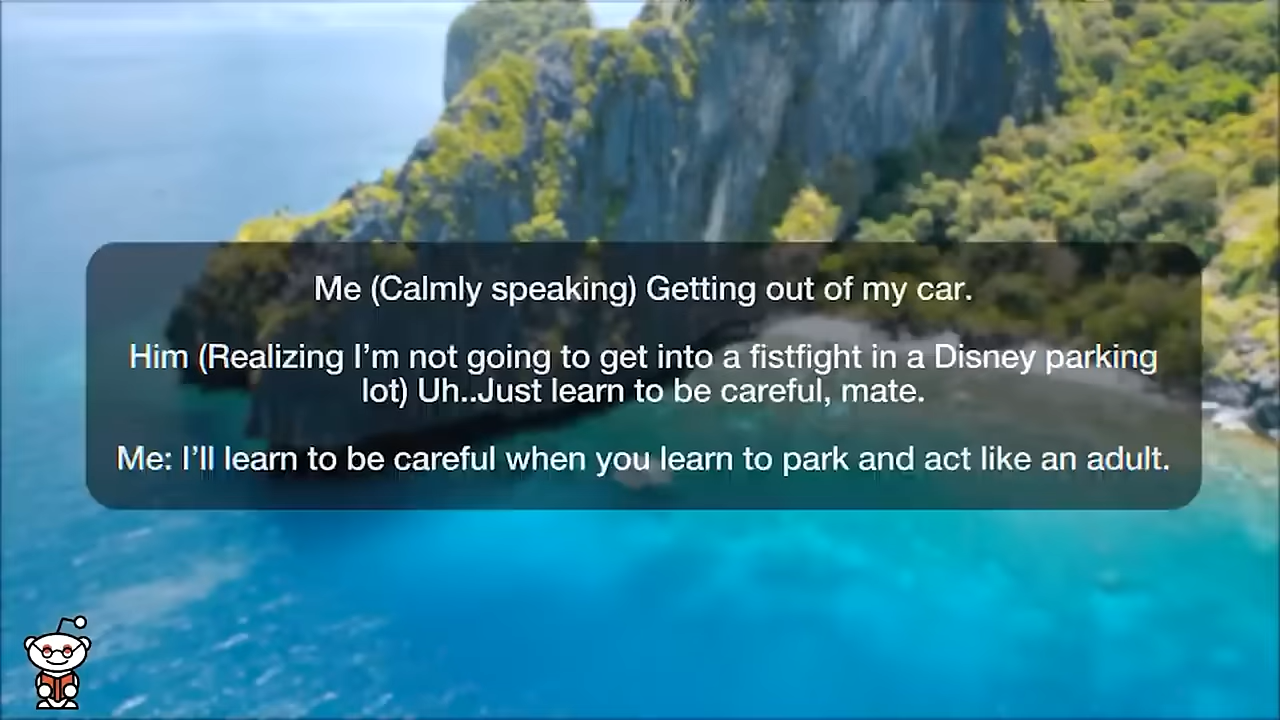 Me (Calmly speaking) Getting out of my car.
Him (Realizing I'm not going to get into a fistfight in a Disney parking
lot) Uh..Just learn to be careful, mate.
Me: I'll learn to be careful when you learn to park and act like an adult.